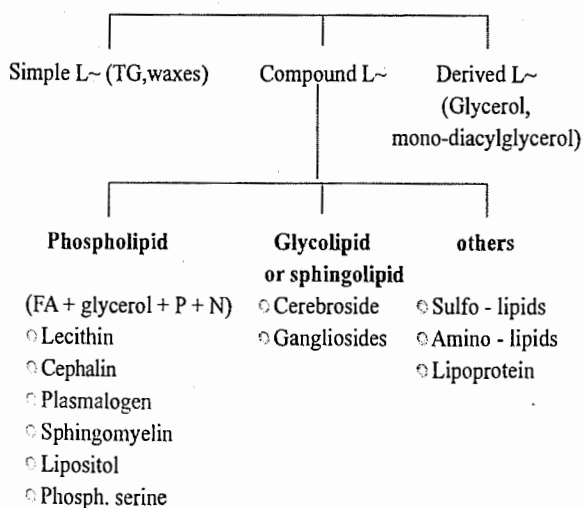 Simple L~ (TG,waxes)
Compound L~
Derived L~
(Glycerol,
mono-diacylglycerol)
Phospholipid
(FA + glycerol + P + N)
Lecithin
Cephalin
Plasmalogen
Sphingomyelin
Lipositol
Phosph. serine
Glycolipid
or sphingolipid
Cerebroside
Gangliosides
others
Sulfo - lipids
Amino - lipids
Lipoprotein